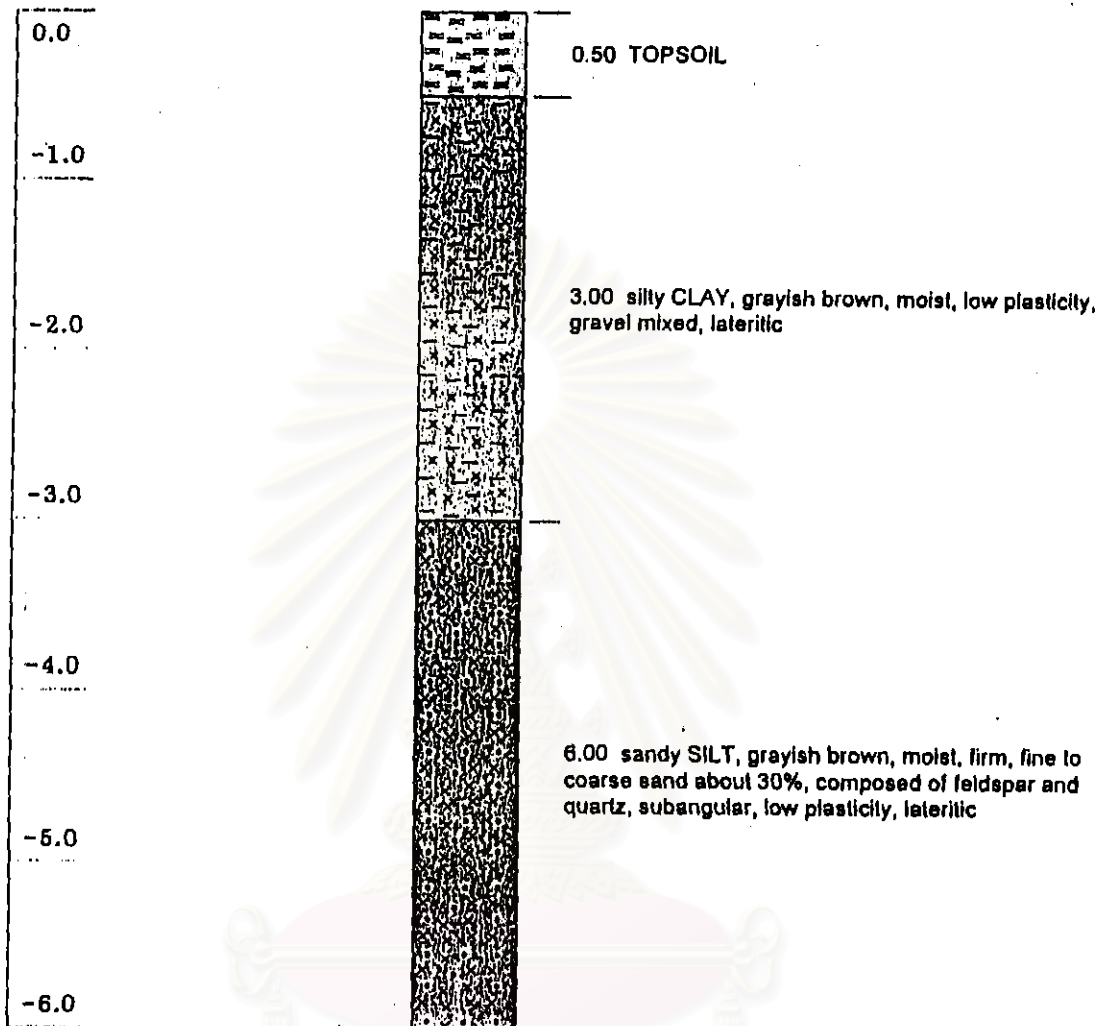 0.0
0.50 TOPSOIL
-1.0
-2.0
3.00 silty CLAY, grayish brown, moist, low plasticity,
gravel mixed, lateritic
-3.0
-4.0
6.00 sandy SILT, grayish brown, moist, firm, fine to
coarse sand about 30%, composed of feldspar and
quartz, subangular, low plasticity, lateritic
-5.0
-6.0